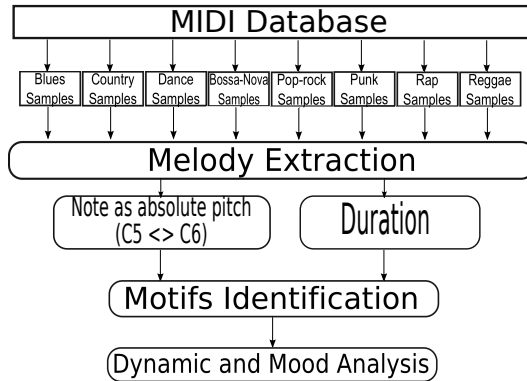 MIDI Database
Blues Samples
Country Samples
Dance Samples
Bossa-Nova Samples
Pop-rock Samples
Punk Samples
Rap Samples
Reggae Samples
Melody Extraction
Note as absolute pitch
(C5 <> C6)
Duration
Motifs Identification
Dynamic and Mood Analysis